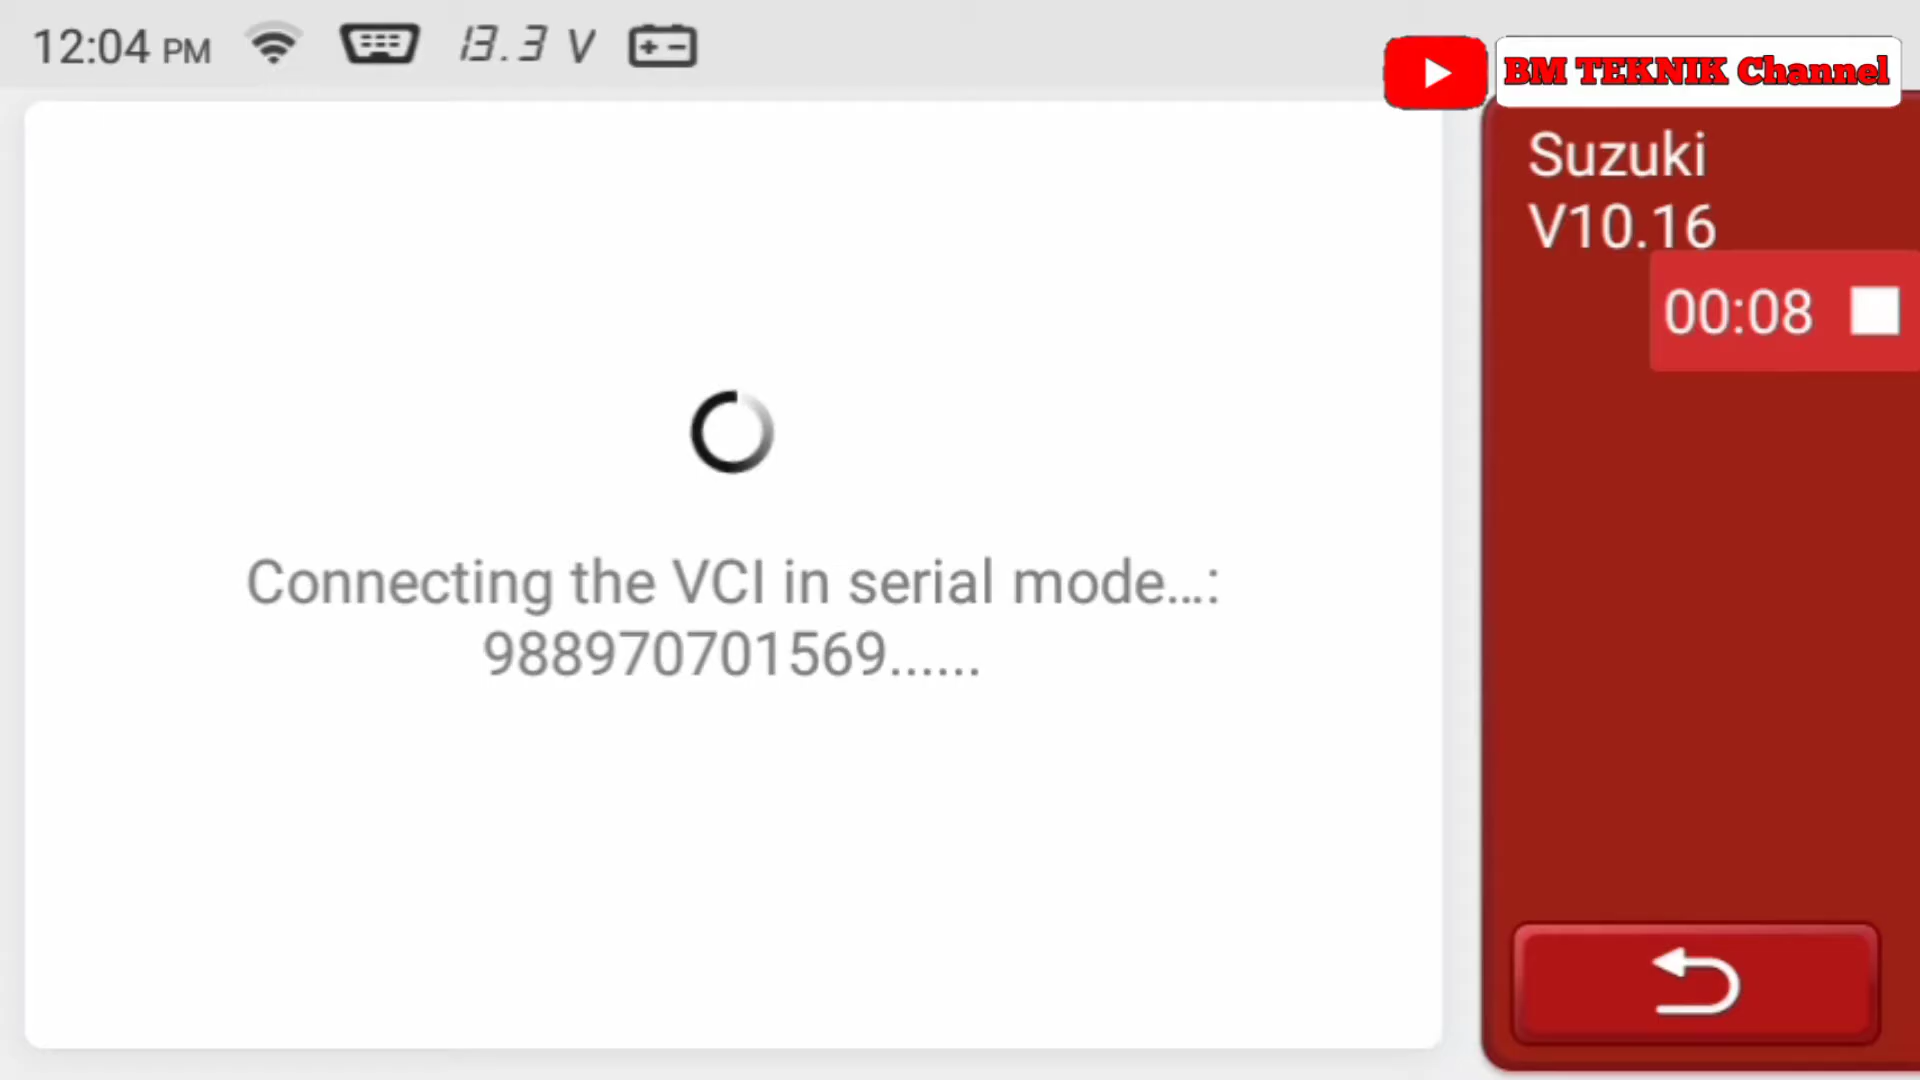 12:04 PM 13.3 V
BM TEKNIK Channel
Suzuki
V10.16
00:08
Connecting the VCI in serial mode...:
988970701569......